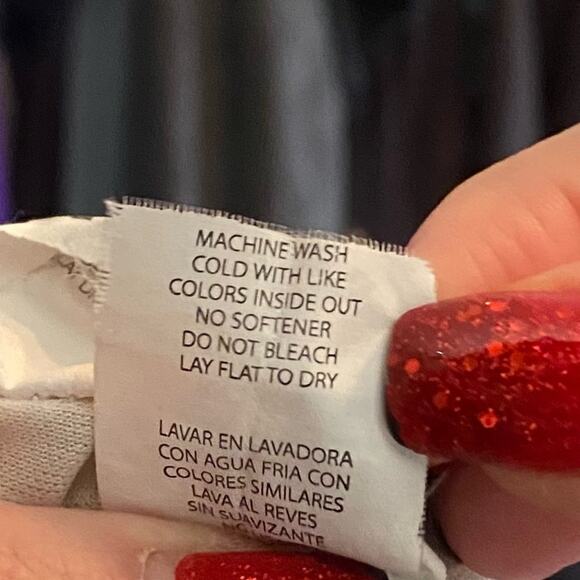 MACHINE WASH
COLD WITH LIKE
COLORS INSIDE OUT
NO SOFTENER
DO NOT BLEACH
LAY FLAT TO DRY
LAVAR EN LAVADORA
CON AGUA FRIA CON
COLORES SIMILARES
LAVA AL REVES
SIN SUAVIZANTE